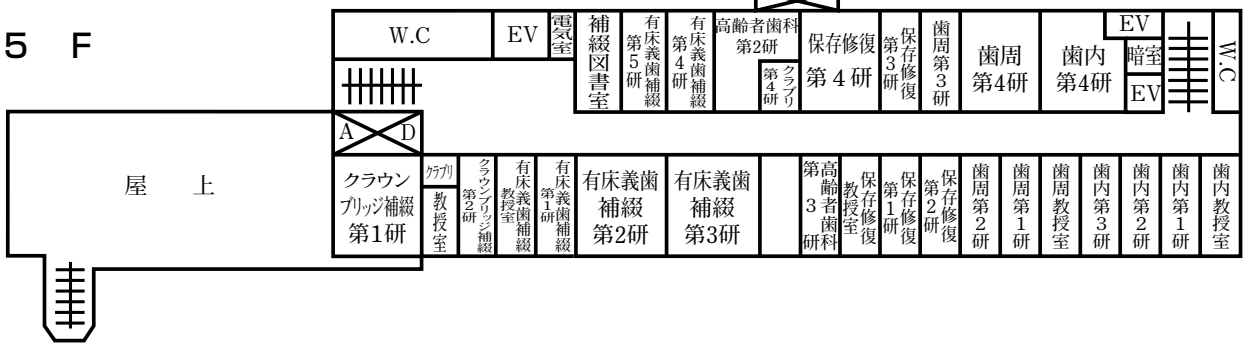 5 F
W.C
EV
電気室
補綴図書室
有床義歯補綴
第5研
有床義歯補綴
第4研
高齢者歯科
第2研
クラブリ
第4研
保存修復
第4研
保存修復
第3研
歯周第3研
歯周
第4研
歯内
第4研
EV
暗室
EV
W.C
A D
屋上
クラウン
ブリッジ補綴
第1研
クラブリ
教授室
クラウンブリッジ補綴
第2研
有床義歯補綴
教授室
有床義歯補綴
第1研
有床義歯
補綴
第2研
有床義歯
補綴
第3研
高齢者歯科
第3研
保存修復
教授室
保存修復
第1研
保存修復
第2研
歯周第2研
歯周第1研
歯周教授室
歯内第3研
歯内第2研
歯内第1研
歯内教授室